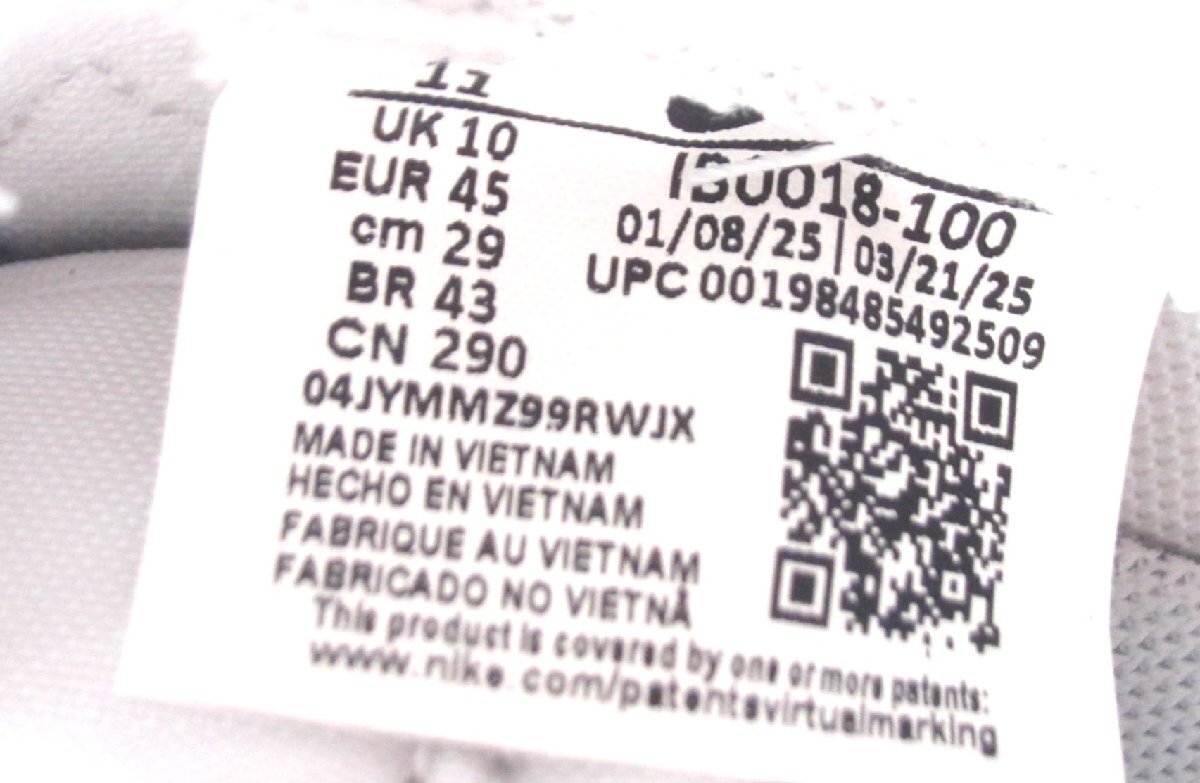 11
UK 10
EUR 45
cm 29
BR 43
CN 290
04JYMMZ99RWJX
MADE IN VIETNAM
HECHO EN VIETNAM
FABRIQUE AU VIETNAM
FABRICADO NO VIETNÃ
01/08/25 | 03/21/25
UPC 00198485492509
This product is covered by one or more patents:
www.nike.com/patentsvirtualmarking